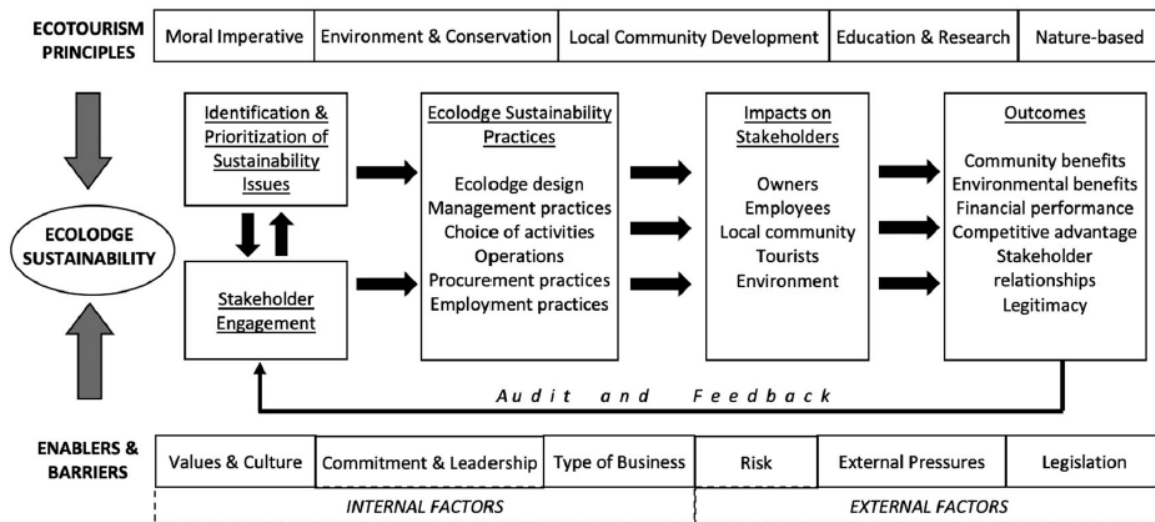 ECOTOURISM
PRINCIPLES
Moral Imperative
Environment & Conservation
Local Community Development
Education & Research
Nature-based
ECOLODGE
SUSTAINABILITY
Identification &
Prioritization of
Sustainability
Issues
Stakeholder
Engagement
Ecolodge Sustainability
Practices
Ecolodge design
Management practices
Choice of activities
Operations
Procurement practices
Employment practices
Impacts on
Stakeholders
Owners
Employees
Local community
Tourists
Environment
Outcomes
Community benefits
Environmental benefits
Financial performance
Competitive advantage
Stakeholder
relationships
Legitimacy
Audit and Feedback
ENABLERS &
BARRIERS
Values & Culture
Commitment & Leadership
Type of Business
Risk
External Pressures
Legislation
INTERNAL FACTORS
EXTERNAL FACTORS